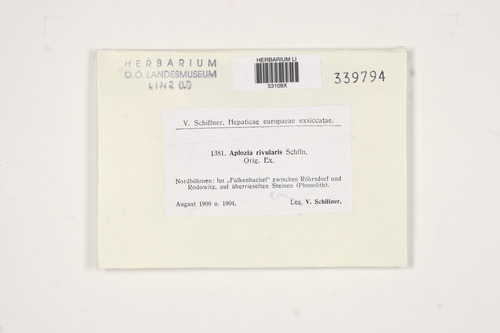 HERBARIUM
O.Ö. LANDESMUSEUM
LINZ (LI)
HERBARIUM LI
53108X
339794
V. Schiffner. Hepaticae europaeae exsiccatae.
1381. Aplozia rivularis Schffn.
Orig. Ex.
Nordböhmen: Im „Falkenbachel“ zwischen Röhrsdorf und
Rodowitz, auf überrieselten Steinen (Phonolith).
August 1900 u. 1904.
Leg. V. Schiffner.